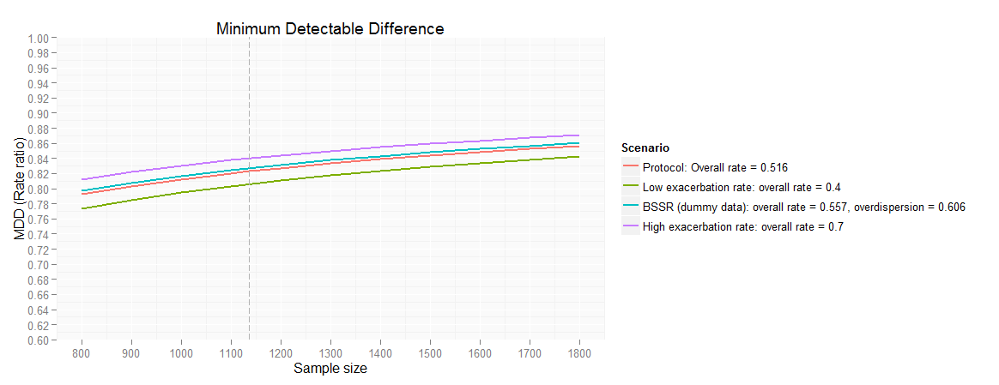 Minimum Detectable Difference
MDD (Rate ratio)
1.00
0.98
0.96
0.94
0.92
0.90
0.88
0.86
0.84
0.82
0.80
0.78
0.76
0.74
0.72
0.70
0.68
0.66
0.64
0.62
0.60
800 900 1000 1100 1200 1300 1400 1500 1600 1700 1800
Sample size
Scenario
Protocol: Overall rate = 0.516
Low exacerbation rate: overall rate = 0.4
BSSR (dummy data): overall rate = 0.557, overdispersion = 0.606
High exacerbation rate: overall rate = 0.7